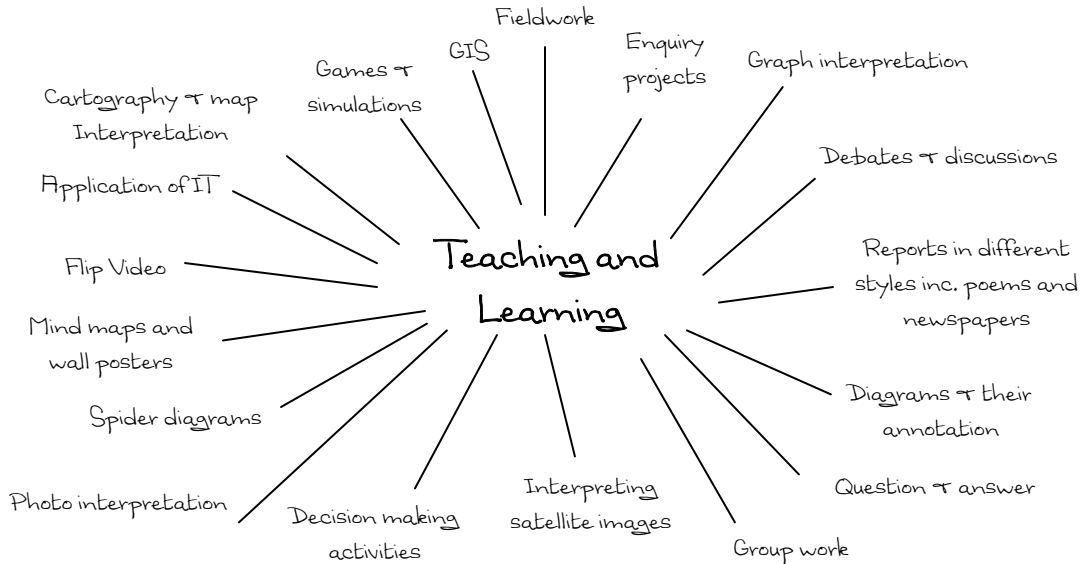 Fieldwork
GIS
Enquiry
projects
Games &
simulations
Graph interpretation
Cartography & map
Interpretation
Debates & discussions
Application of IT
Teaching and
Learning
Reports in different
styles inc. poems and
newspapers
Flip Video
Mind maps and
wall posters
Diagrams & their
annotation
Spider diagrams
Question & answer
Photo interpretation
Decision making
activities
Interpreting
satellite images
Group work